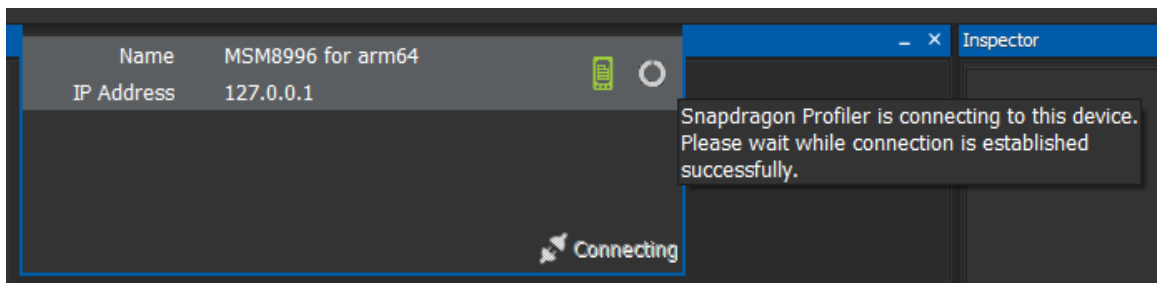 Inspector
Name MSM8996 for arm64
IP Address 127.0.0.1
Snapdragon Profiler is connecting to this device.
Please wait while connection is established
successfully.
Connecting